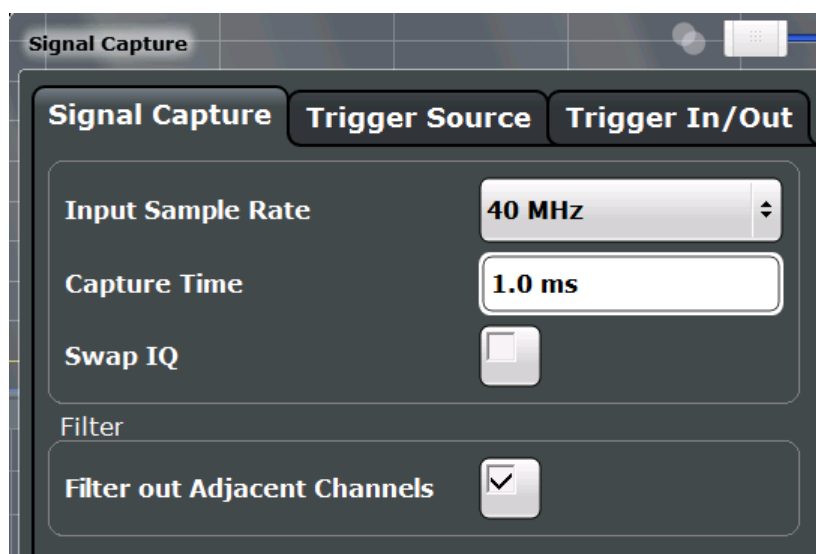 Signal Capture
Signal Capture Trigger Source Trigger In/Out
Input Sample Rate 40 MHz
Capture Time 1.0 ms
Swap IQ
Filter
Filter out Adjacent Channels